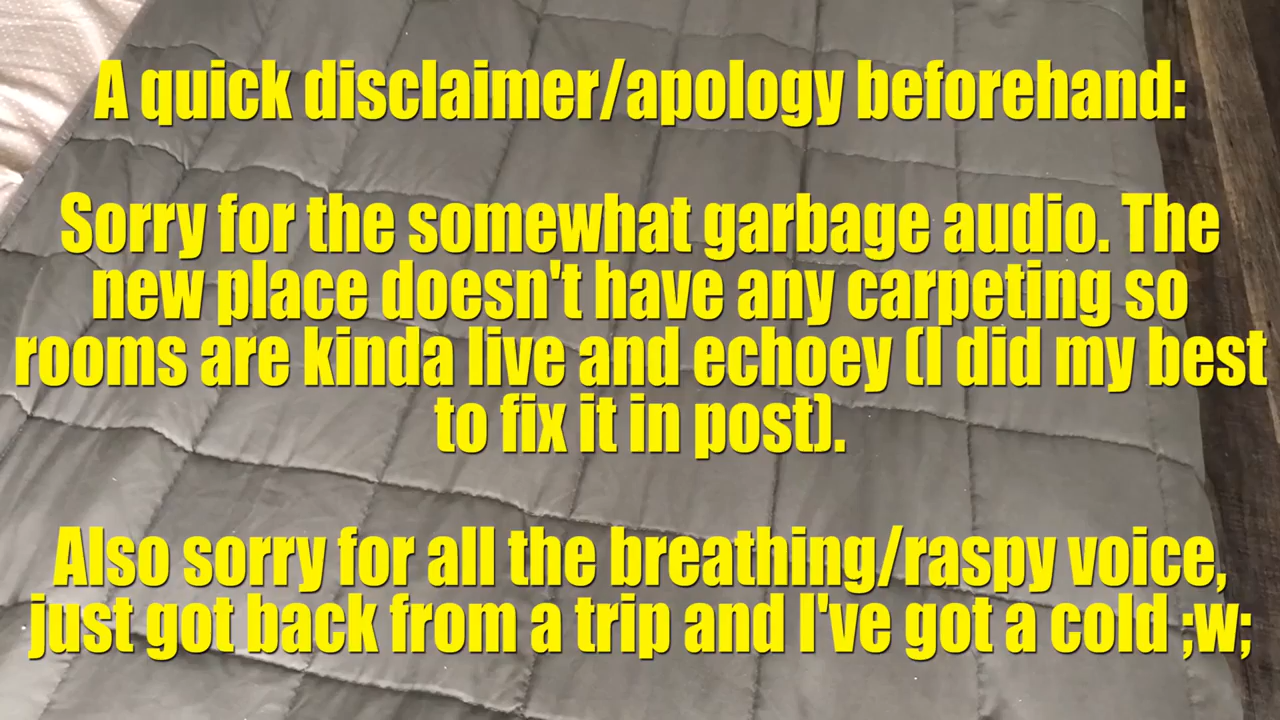 A quick disclaimer/apology beforehand:
Sorry for the somewhat garbage audio. The
new place doesn't have any carpeting so
rooms are kinda live and echoey (I did my best
to fix it in post).
Also sorry for all the breathing/raspy voice,
just got back from a trip and I've got a cold ;w;